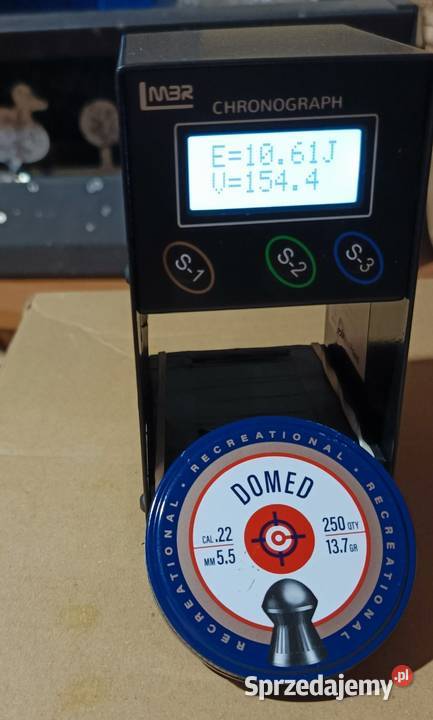 LMBR
CHRONOGRAPH
E=10.61J
V=154.4
S-1
S-2
S-3
• RECREATIONAL • RECREATIONAL • RECREATIONAL
DOMED
CAL .22
MM 5.5
250 QTY
13.7 GR
Sprzedajemy.pl